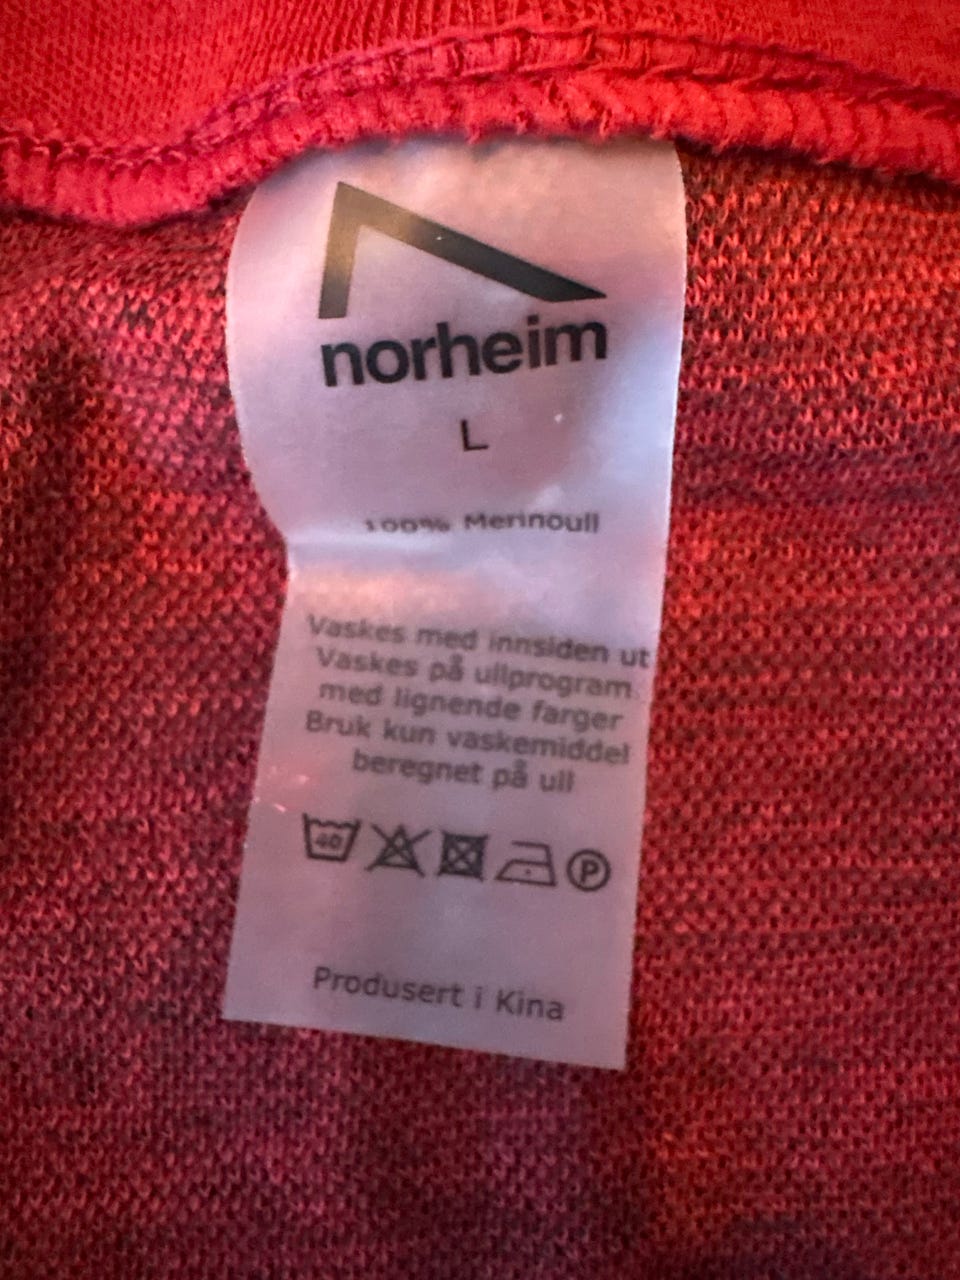 norheim
L
100% Merinoull
Vaskes med innsiden ut
Vaskes på ullprogram
med lignende farger
Bruk kun vaskemiddel
beregnet på ull
40
P
Produsert i Kina